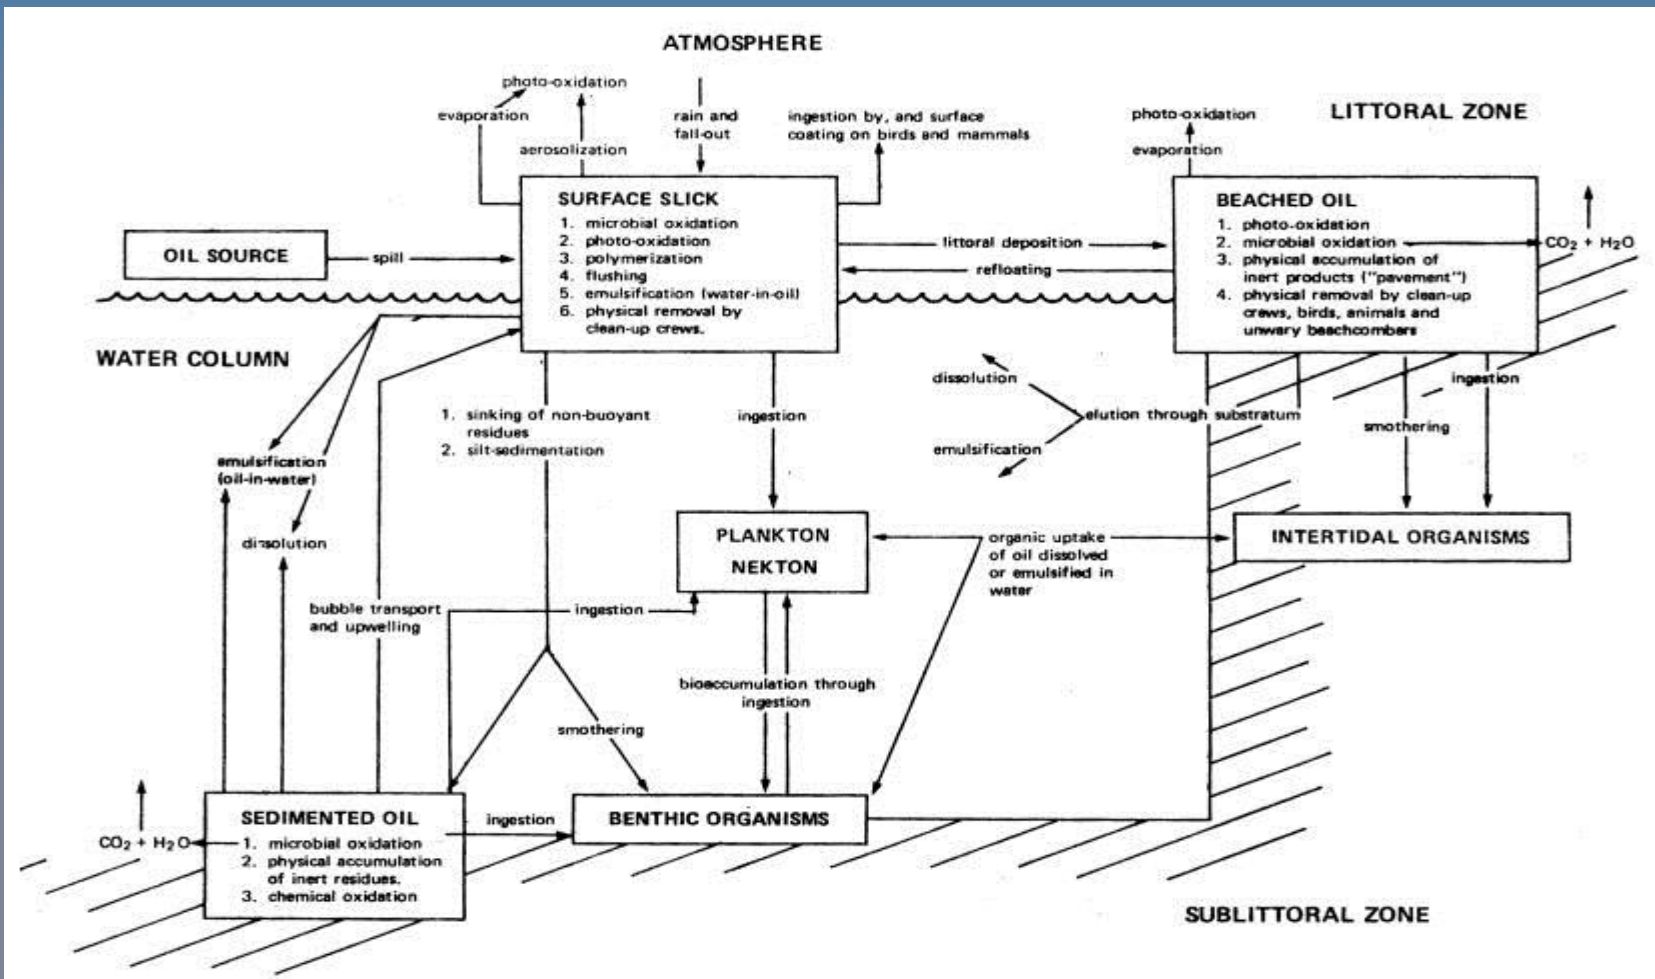 ATMOSPHERE
photo-oxidation
evaporation
aerosolization
rain and
fall-out
ingestion by, and surface
coating on birds and mammals
photo-oxidation
evaporation
LITTORAL ZONE
OIL SOURCE
spill
SURFACE SLICK
1. microbial oxidation
2. photo-oxidation
3. polymerization
4. flushing
5. emulsification (water-in-oil)
6. physical removal by
clean-up crews.
littoral deposition
refloating
BEACHED OIL
1. photo-oxidation
2. microbial oxidation
3. physical accumulation of
inert products ("pavement")
4. physical removal by clean-up
crews, birds, animals and
unwary beachcombers
CO₂ + H₂O
WATER COLUMN
emulsification
(oil-in-water)
dissolution
1. sinking of non-buoyant
residues
2. silt-sedimentation
ingestion
dissolution
elution through substratum
emulsification
ingestion
smothering
PLANKTON
NEKTON
organic uptake
of oil dissolved
or emulsified in
water
INTERTIDAL ORGANISMS
bubble transport
and upwelling
ingestion
bioaccumulation through
ingestion
smothering
SEDIMENTED OIL
1. microbial oxidation
2. physical accumulation
of inert residues.
3. chemical oxidation
CO₂ + H₂O
ingestion
BENTHIC ORGANISMS
SUBLITTORAL ZONE